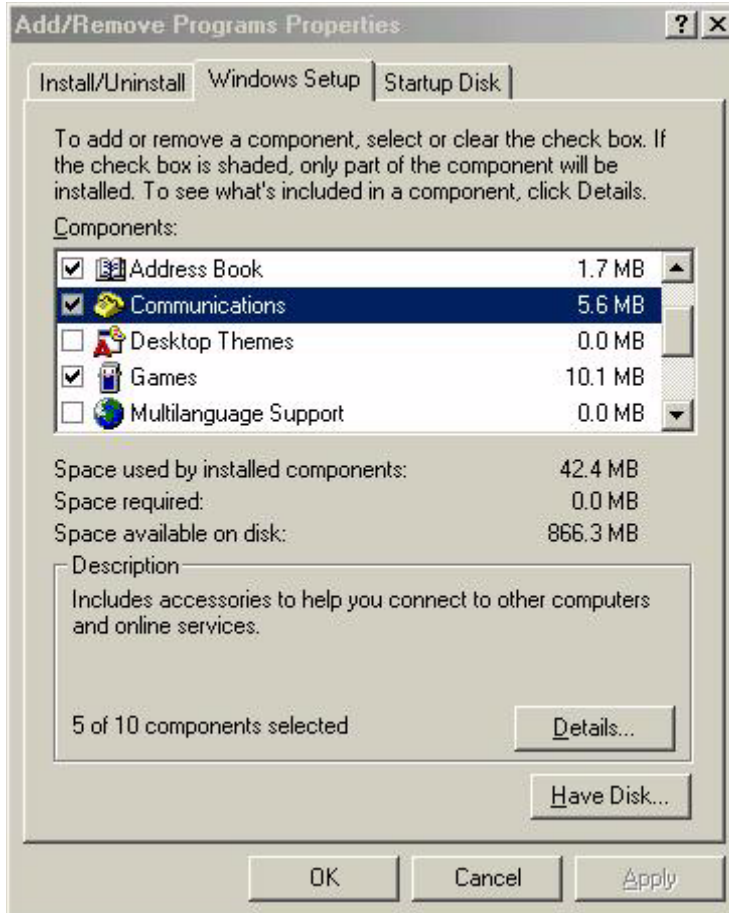 Add/Remove Programs Properties
Install/Uninstall Windows Setup Startup Disk
To add or remove a component, select or clear the check box. If
the check box is shaded, only part of the component will be
installed. To see what's included in a component, click Details.
Components:
Address Book 1.7 MB
Communications 5.6 MB
Desktop Themes 0.0 MB
Games 10.1 MB
Multilanguage Support 0.0 MB
Space used by installed components: 42.4 MB
Space required: 0.0 MB
Space available on disk: 866.3 MB
Description
Includes accessories to help you connect to other computers
and online services.
5 of 10 components selected Details...
Have Disk...
OK Cancel Apply